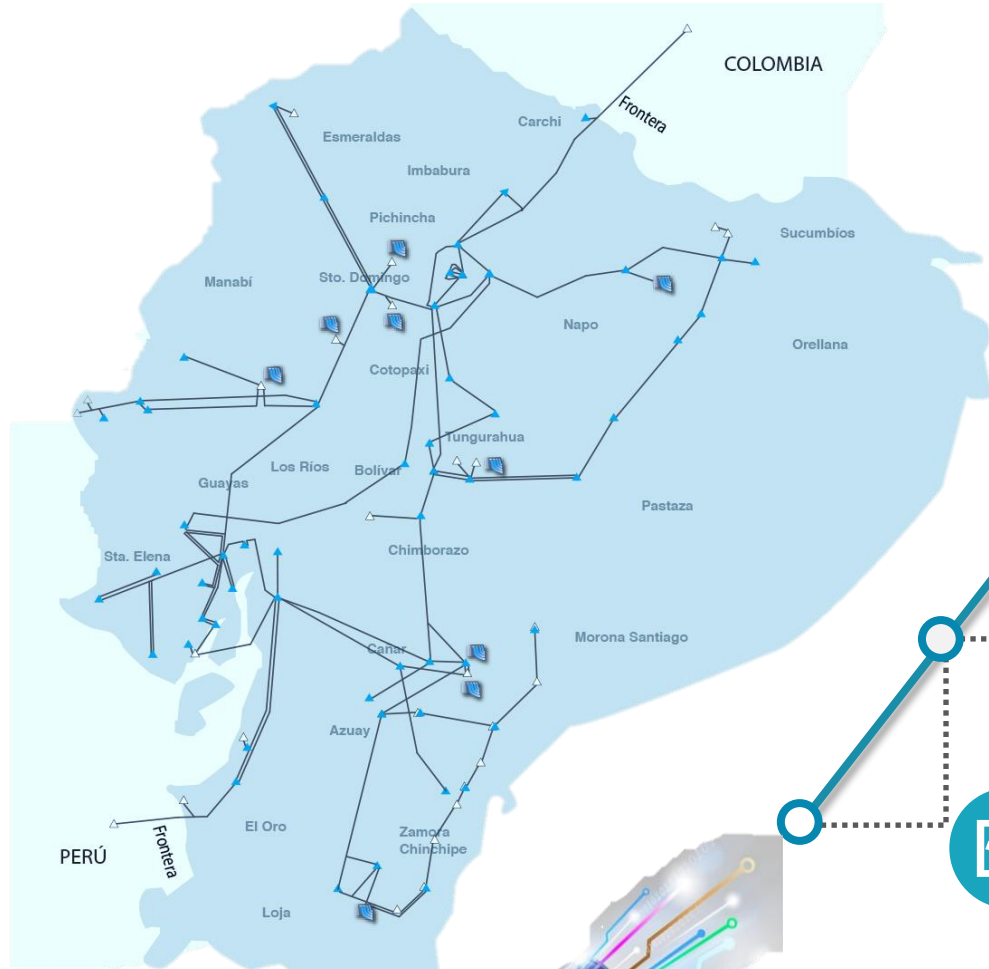 COLOMBIA
Frontera
Carchi
Esmeraldas
Imbabura
Pichincha
Sucumbíos
Manabí
Sto. Domingo
Napo
Orellana
Cotopaxi
Tungurahua
Los Ríos
Bolívar
Guayas
Pastaza
Chimborazo
Sta. Elena
Morona Santiago
Cañar
Azuay
El Oro
Zamora
Chinchipe
PERÚ
Frontera
Loja